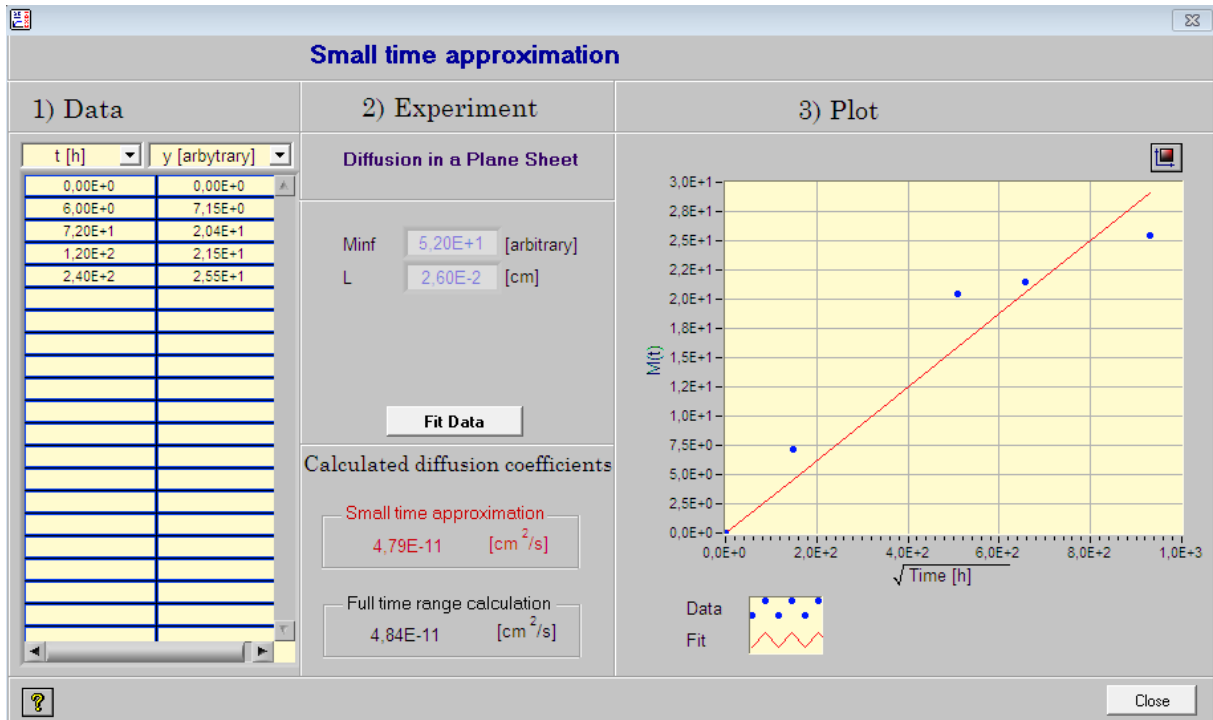 Small time approximation
1) Data
2) Experiment
3) Plot
t [h] y [arbytrary]
0,00E+0 0,00E+0
6,00E+0 7,15E+0
7,20E+1 2,04E+1
1,20E+2 2,15E+1
2,40E+2 2,55E+1
Diffusion in a Plane Sheet
Minf 5,20E+1 [arbitrary]
L 2,60E-2 [cm]
Fit Data
Calculated diffusion coefficients
Small time approximation
4,79E-11 [cm2/s]
Full time range calculation
4,84E-11 [cm2/s]
3,0E+1
2,8E+1
2,5E+1
2,2E+1
2,0E+1
1,8E+1
1,5E+1
1,2E+1
1,0E+1
7,5E+0
5,0E+0
2,5E+0
0,0E+0
M(t)
0,0E+0 2,0E+2 4,0E+2 6,0E+2 8,0E+2 1,0E+3
√Time [h]
Data
Fit
?
Close